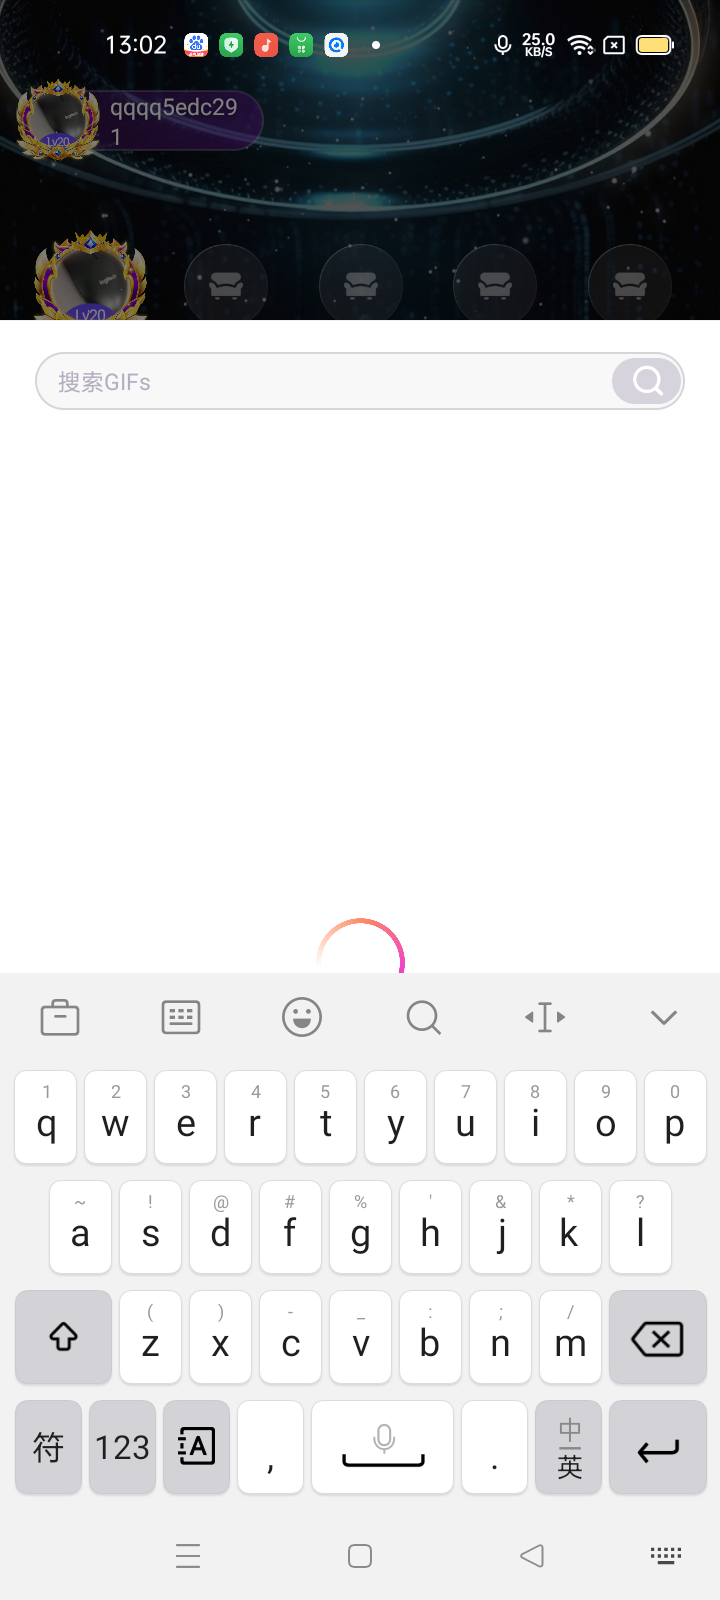 13:02
25.0
KB/S
qqqq5edc29
1
Lv20
Lv20
搜索GIFs
1 2 3 4 5 6 7 8 9 0
q w e r t y u i o p
~ ! @ # % ' & * ?
a s d f g h j k l
( ) - _ : ; /
z x c v b n m
符 123 A , . 中
英